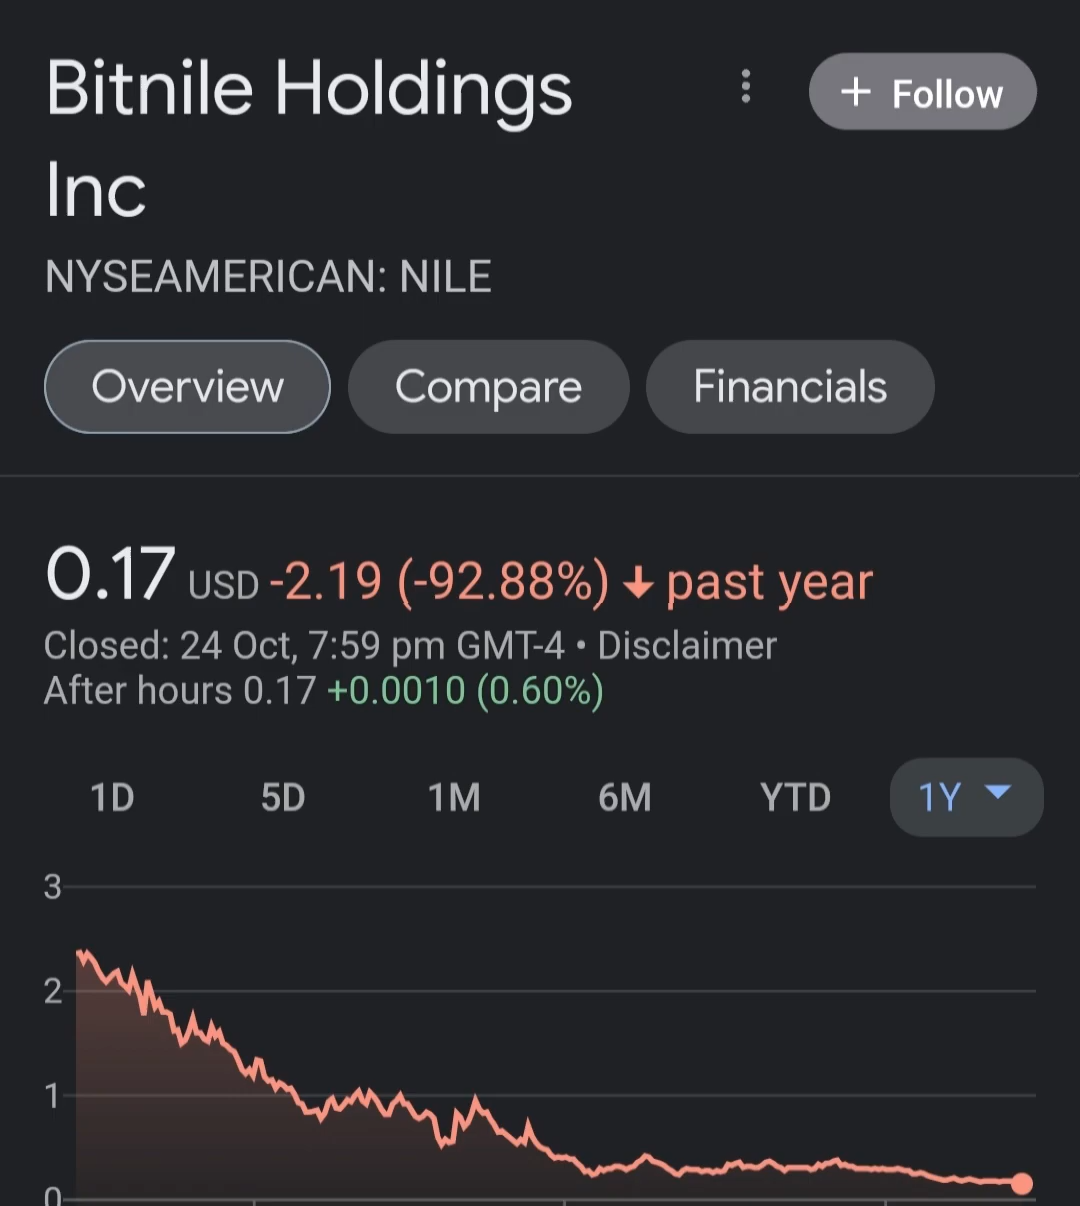 Bitnile Holdings
Inc
+ Follow
NYSEAMERICAN: NILE
Overview
Compare
Financials
0.17 USD -2.19 (-92.88%) ↓ past year
Closed: 24 Oct, 7:59 pm GMT-4 • Disclaimer
After hours 0.17 +0.0010 (0.60%)
1D 5D 1M 6M YTD 1Y
3
2
1
0